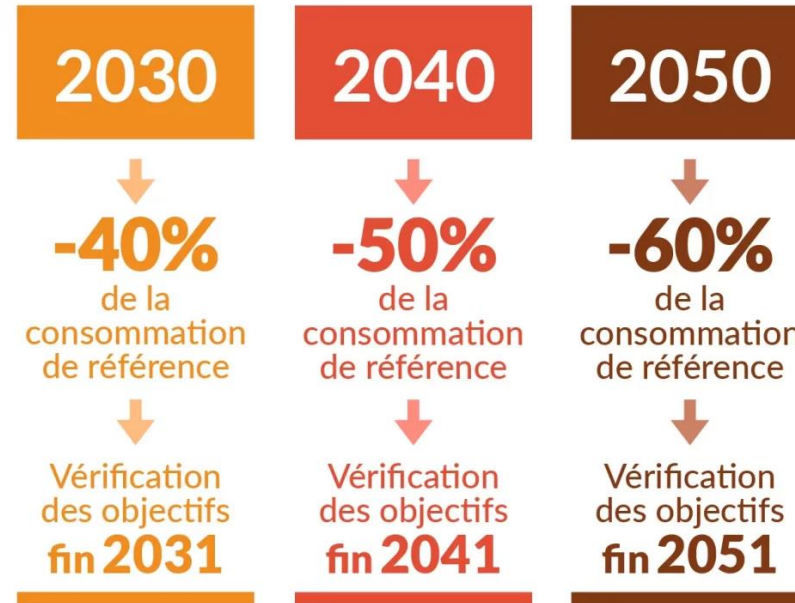 2030
-40%
de la
consommation
de référence
Vérification
des objectifs
fin 2031
2040
-50%
de la
consommation
de référence
Vérification
des objectifs
fin 2041
2050
-60%
de la
consommation
de référence
Vérification
des objectifs
fin 2051